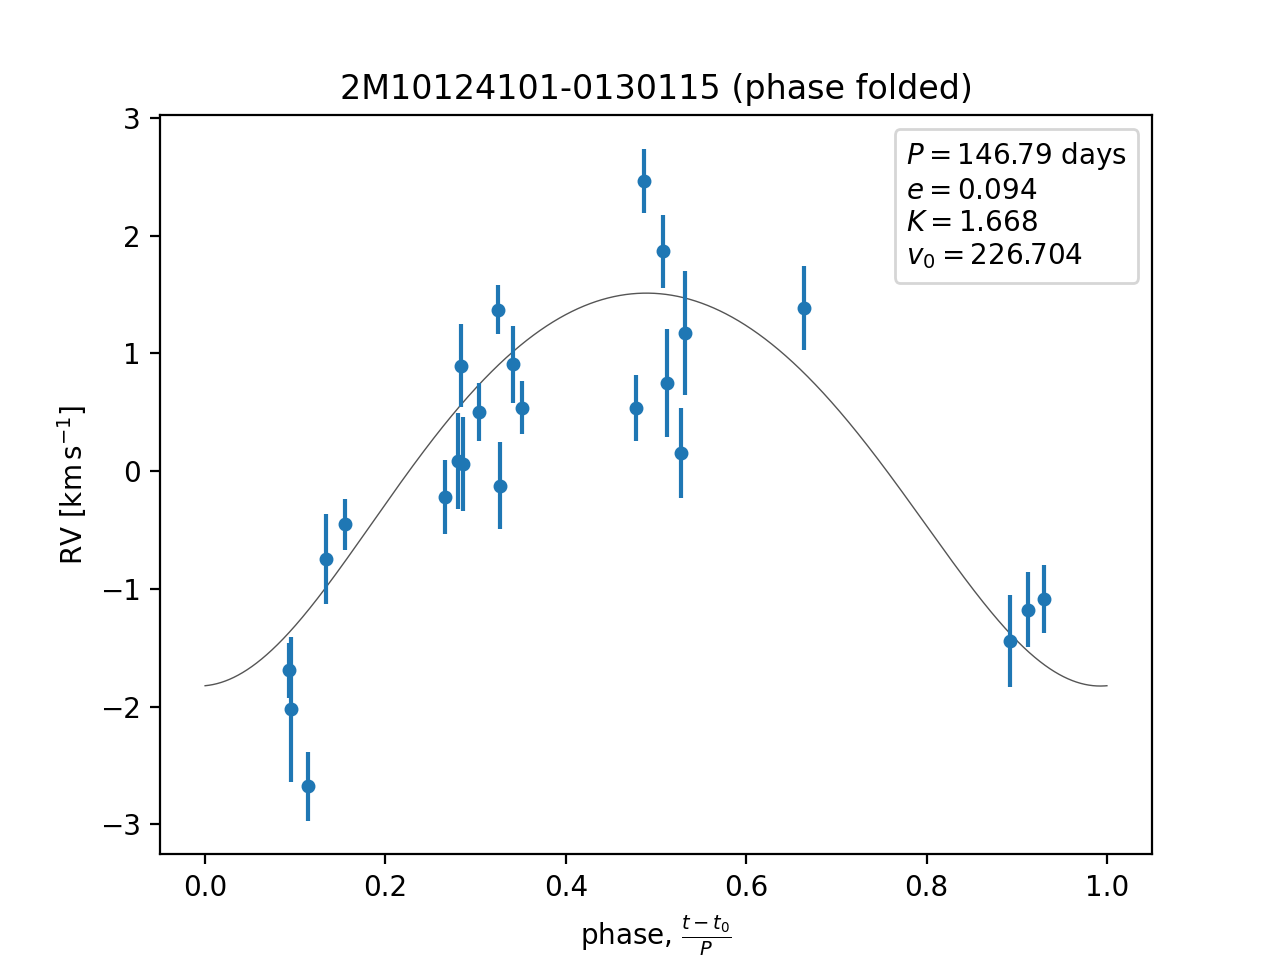 2M10124101-0130115 (phase folded)
P = 146.79 days
e = 0.094
K = 1.668
v₀ = 226.704
3
2
1
0
−1
−2
−3
RV [km s⁻¹]
0.0 0.2 0.4 0.6 0.8 1.0
phase, (t − t₀)/P